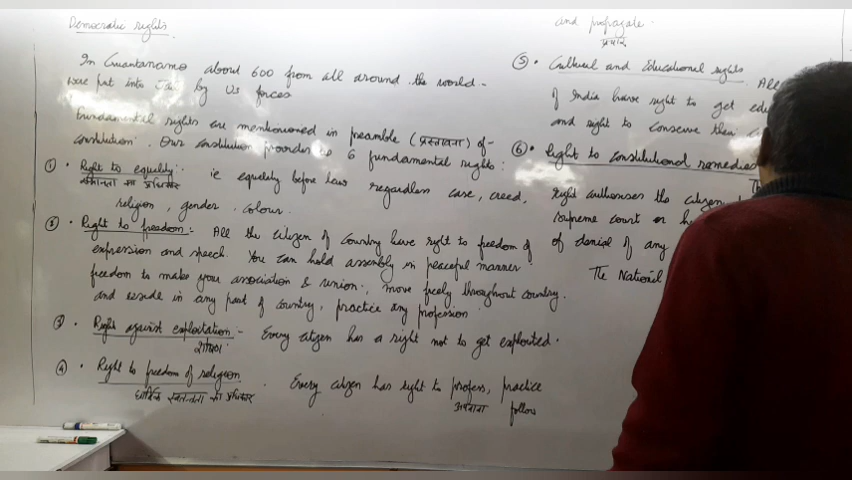 Democratic rights
In Guantanamo about 600 from all around the world
were put into Jail by US forces
Fundamental rights are mentioned in preamble (प्रस्तावना) of
constitution. Our constitution provides us 6 fundamental rights:
① • Right to equality ie equality before laws regardless case, creed,
समानता का अधिकार
religion, gender, colour.
② • Right to freedom:- All the citizen of country have right to freedom of
expression and speech. You can hold assembly in peaceful manner
freedom to make your association & union, move freely throughout country.
and reside in any part of country, practice any profession
③ • Right against exploitation - Every citizen has a right not to get exploited.
शोषण
④ • Right to freedom of religion. Every citizen has right to profess, practice
धार्मिक स्वतन्त्रता का अधिकार अपनाना follow
and propagate.
प्रचार
⑤ • Cultural and Educational rights. All
of India have right to get edu
and right to conserve their c
⑥ • Right to constitutional remedies
Th
right authorises the citizen
supreme court or h
of denial of any
The National